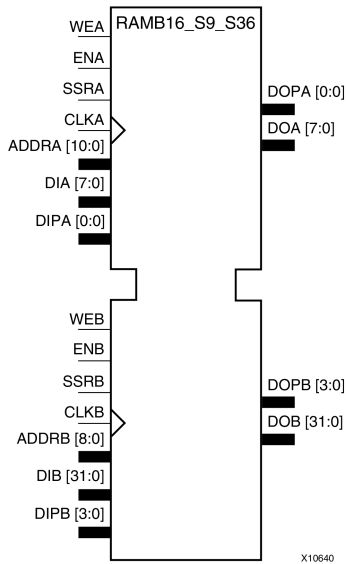 RAMB16_S9_S36
WEA
ENA
SSRA
CLKA
ADDRA [10:0]
DIA [7:0]
DIPA [0:0]
DOPA [0:0]
DOA [7:0]
WEB
ENB
SSRB
CLKB
ADDRB [8:0]
DIB [31:0]
DIPB [3:0]
DOPB [3:0]
DOB [31:0]
X10640